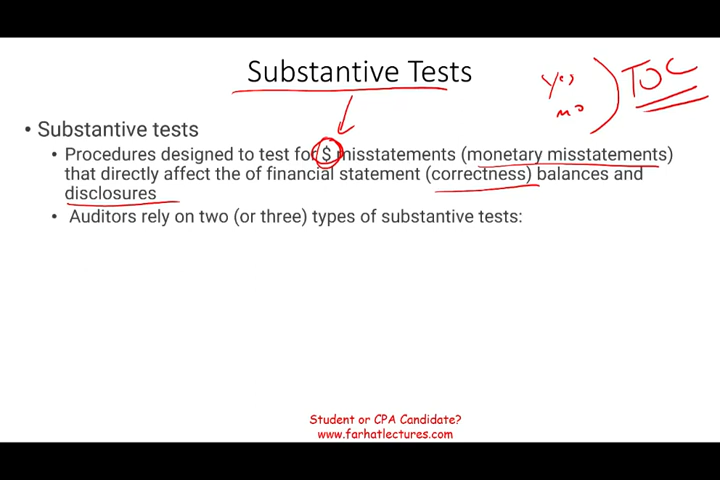 Substantive Tests
yes
no
TOC
• Substantive tests
• Procedures designed to test for $ misstatements (monetary misstatements)
that directly affect the of financial statement (correctness) balances and
disclosures
• Auditors rely on two (or three) types of substantive tests:
Student or CPA Candidate?
www.farhatlectures.com